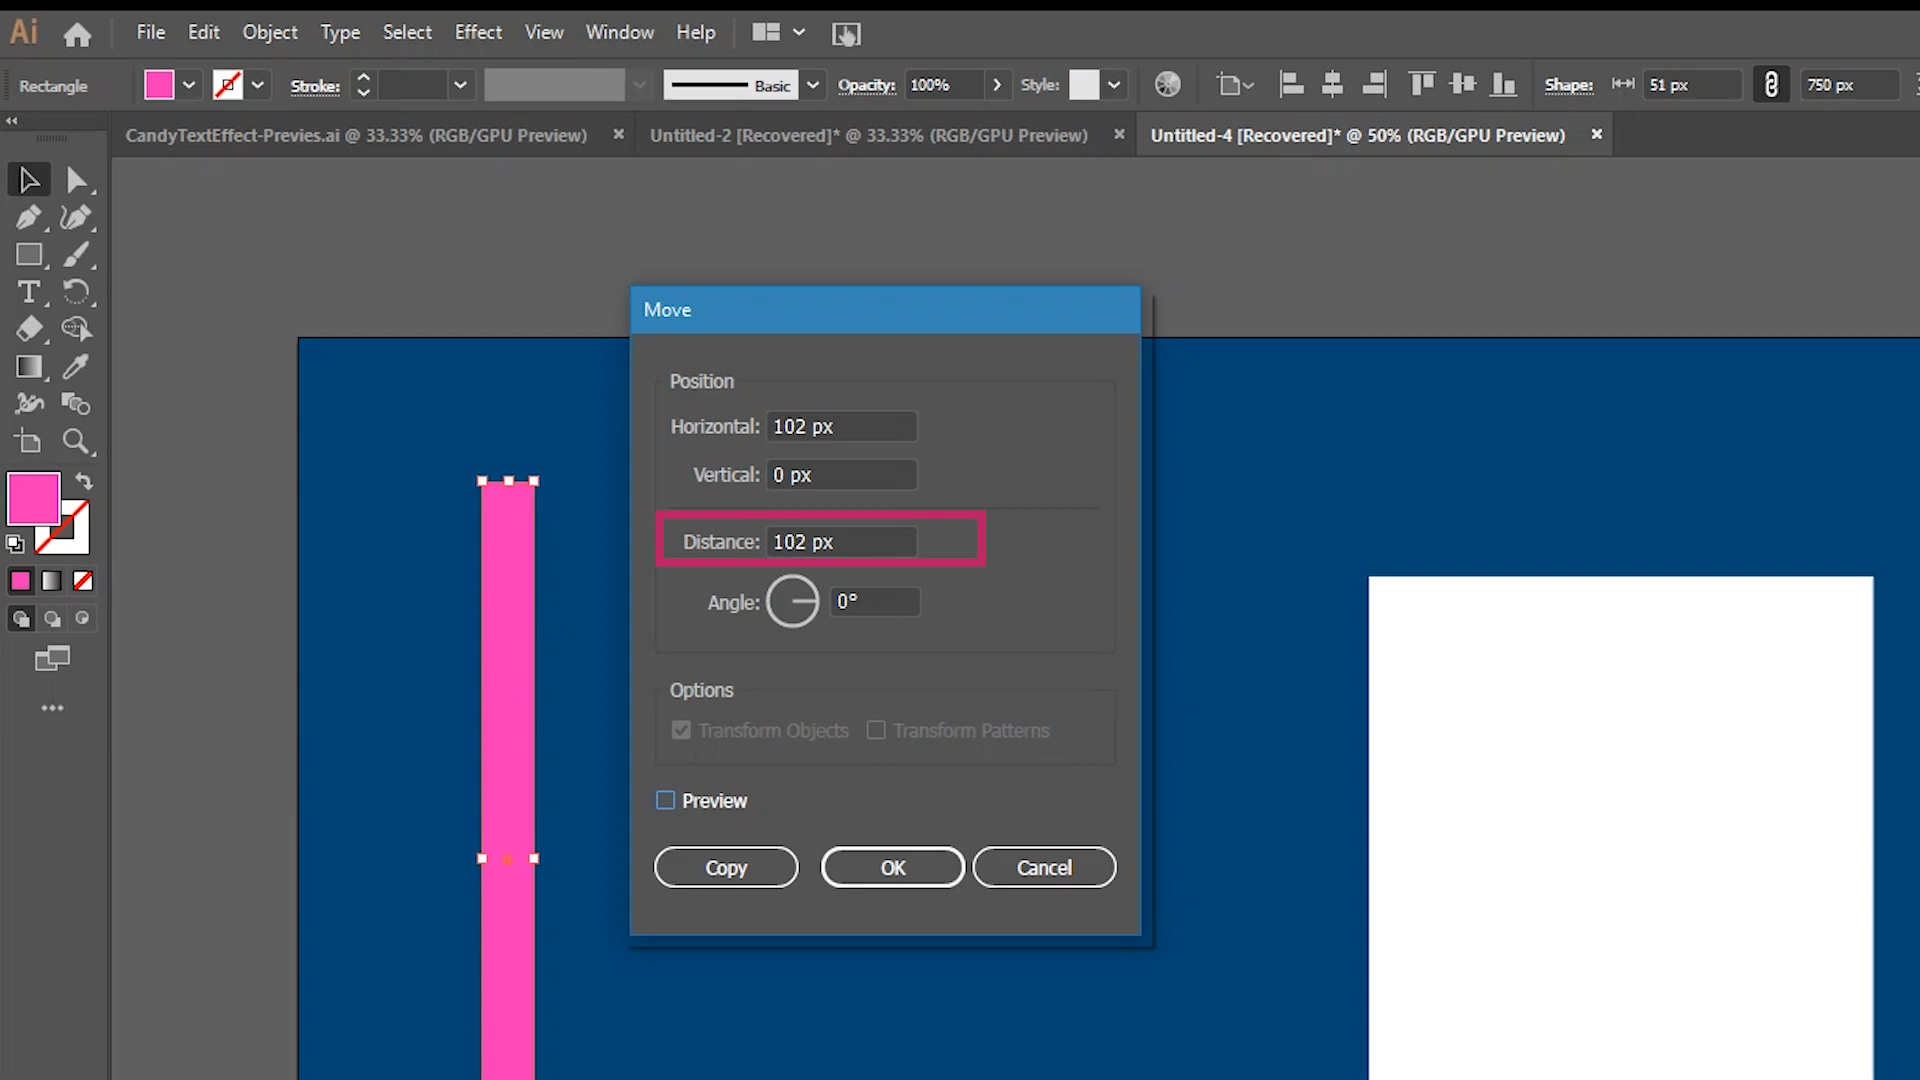 Ai File Edit Object Type Select Effect View Window Help
Rectangle Stroke: Basic Opacity: 100% Style: Shape: 51 px 750 px
CandyTextEffect-Previes.ai @ 33.33% (RGB/GPU Preview) Untitled-2 [Recovered]* @ 33.33% (RGB/GPU Preview) Untitled-4 [Recovered]* @ 50% (RGB/GPU Preview)
Move
Position
Horizontal: 102 px
Vertical: 0 px
Distance: 102 px
Angle: 0°
Options
Transform Objects Transform Patterns
Preview
Copy OK Cancel